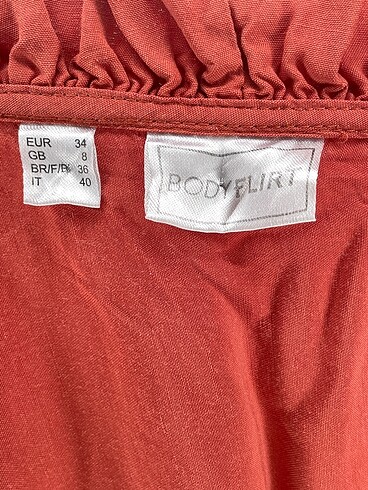 EUR 34
GB 8
BR/F/P 36
IT 40
BODYFLIRT